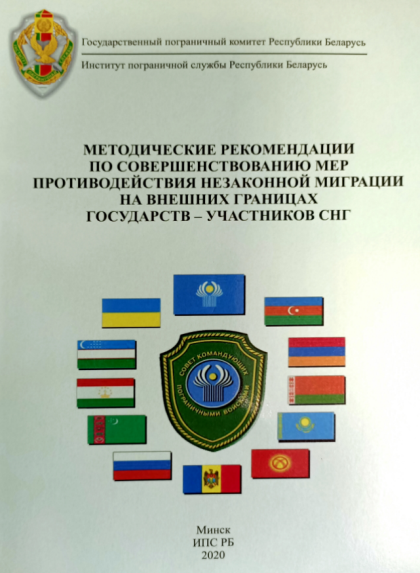 Государственный пограничный комитет Республики Беларусь
Институт пограничной службы Республики Беларусь
МЕТОДИЧЕСКИЕ РЕКОМЕНДАЦИИ
ПО СОВЕРШЕНСТВОВАНИЮ МЕР
ПРОТИВОДЕЙСТВИЯ НЕЗАКОННОЙ МИГРАЦИИ
НА ВНЕШНИХ ГРАНИЦАХ
ГОСУДАРСТВ – УЧАСТНИКОВ СНГ
СОВЕТ КОМАНДУЮЩИХ
ПОГРАНИЧНЫМИ ВОЙСКАМИ
Минск
ИПС РБ
2020